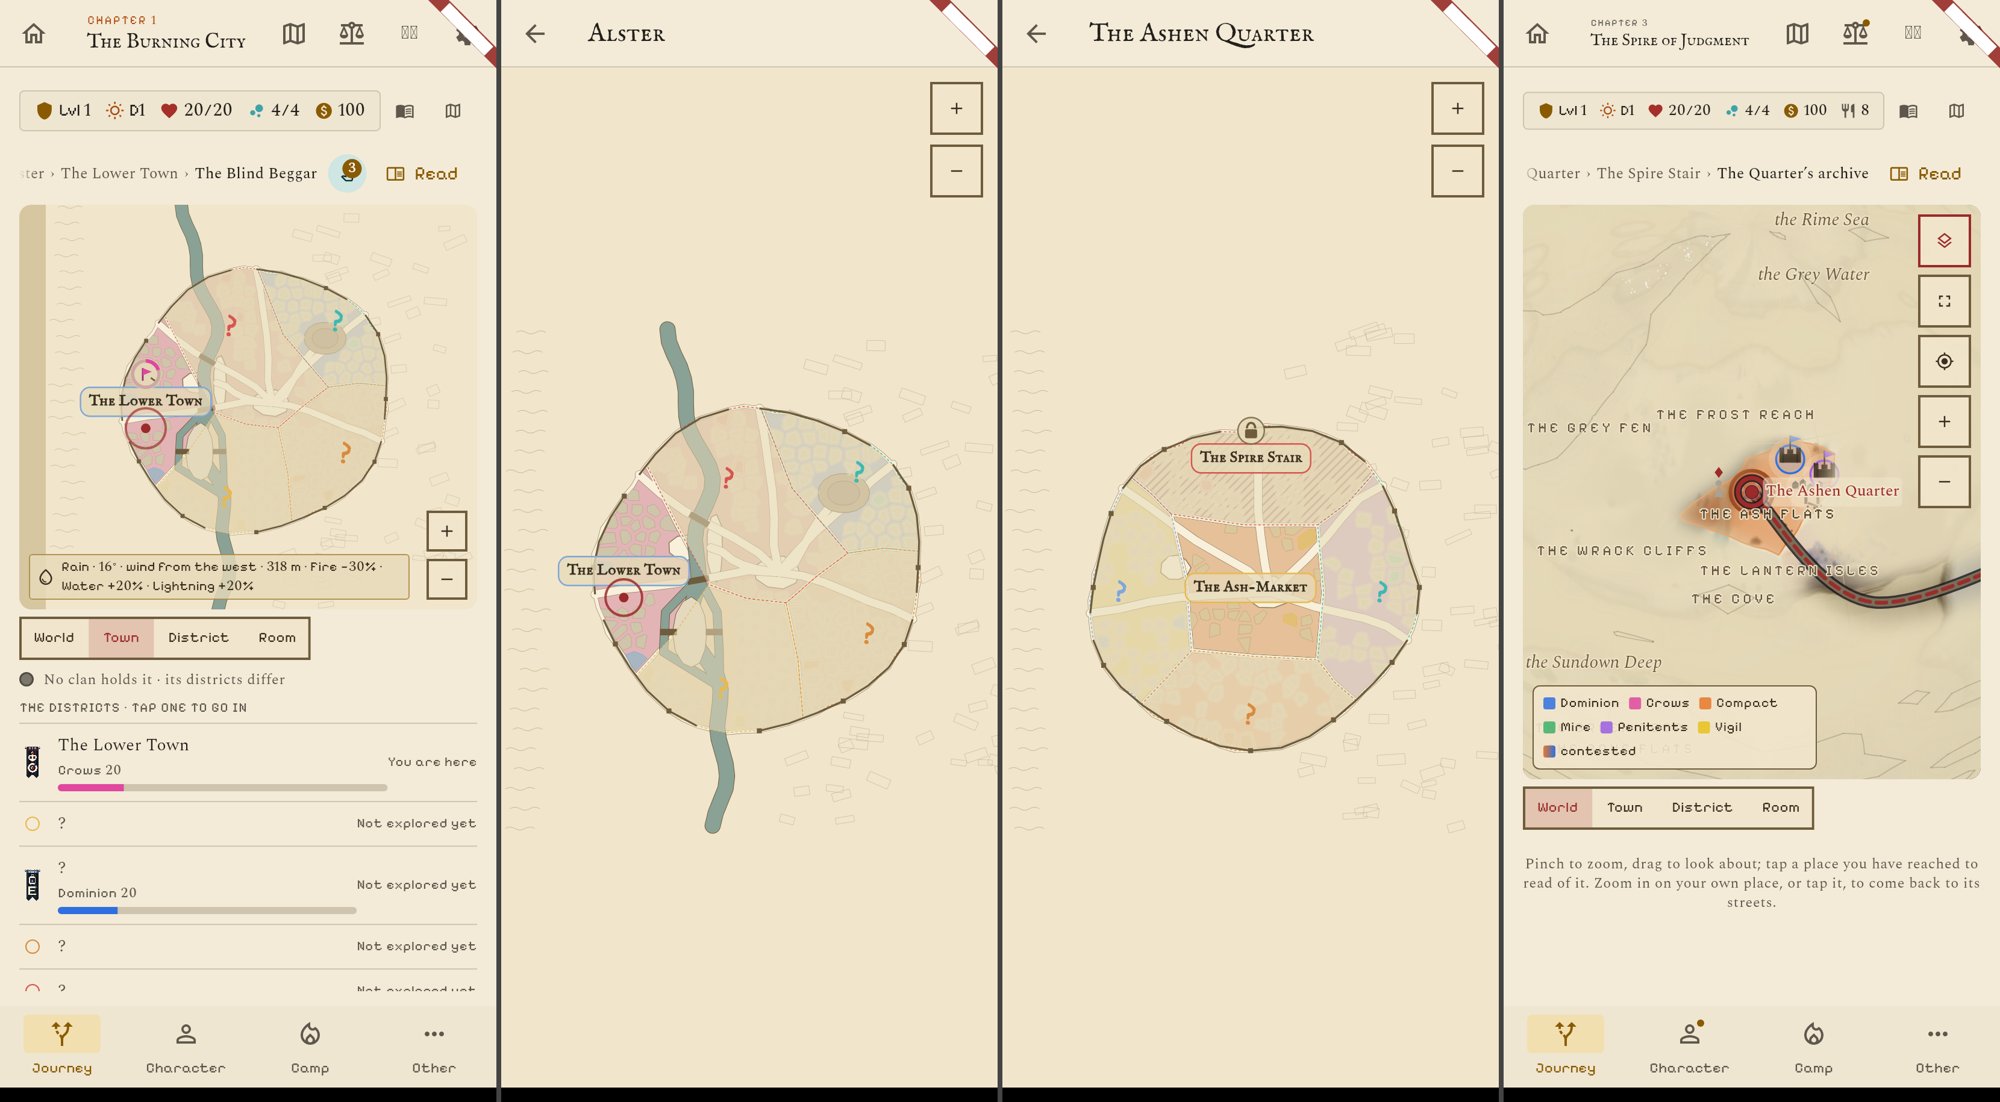 CHAPTER 1
The Burning City
Lvl 1 D1 20/20 4/4 100
ster › The Lower Town › The Blind Beggar 3 Read
?
?
The Lower Town
?
?
+
−
Rain · 16° · wind from the west · 318 m · Fire −30% ·
Water +20% · Lightning +20%
World Town District Room
No clan holds it · its districts differ
THE DISTRICTS · TAP ONE TO GO IN
The Lower Town
Crows 20
You are here
?
Not explored yet
?
Dominion 20
Not explored yet
?
Not explored yet
?
Not explored yet
Journey Character Camp Other
Alster
+
−
?
?
The Lower Town
?
?
The Ashen Quarter
+
−
The Spire Stair
The Ash-Market
?
?
?
CHAPTER 3
The Spire of Judgment
Lvl 1 D1 20/20 4/4 100 8
Quarter › The Spire Stair › The Quarter's archive Read
the Rime Sea
the Grey Water
THE FROST REACH
THE GREY FEN
The Ashen Quarter
THE ASH FLATS
THE WRACK CLIFFS
THE LANTERN ISLES
THE COVE
+
−
the Sundown Deep
Dominion Crows Compact
Mire Penitents Vigil
contested
FLATS
World Town District Room
Pinch to zoom, drag to look about; tap a place you have reached to
read of it. Zoom in on your own place, or tap it, to come back to its
streets.
Journey Character Camp Other